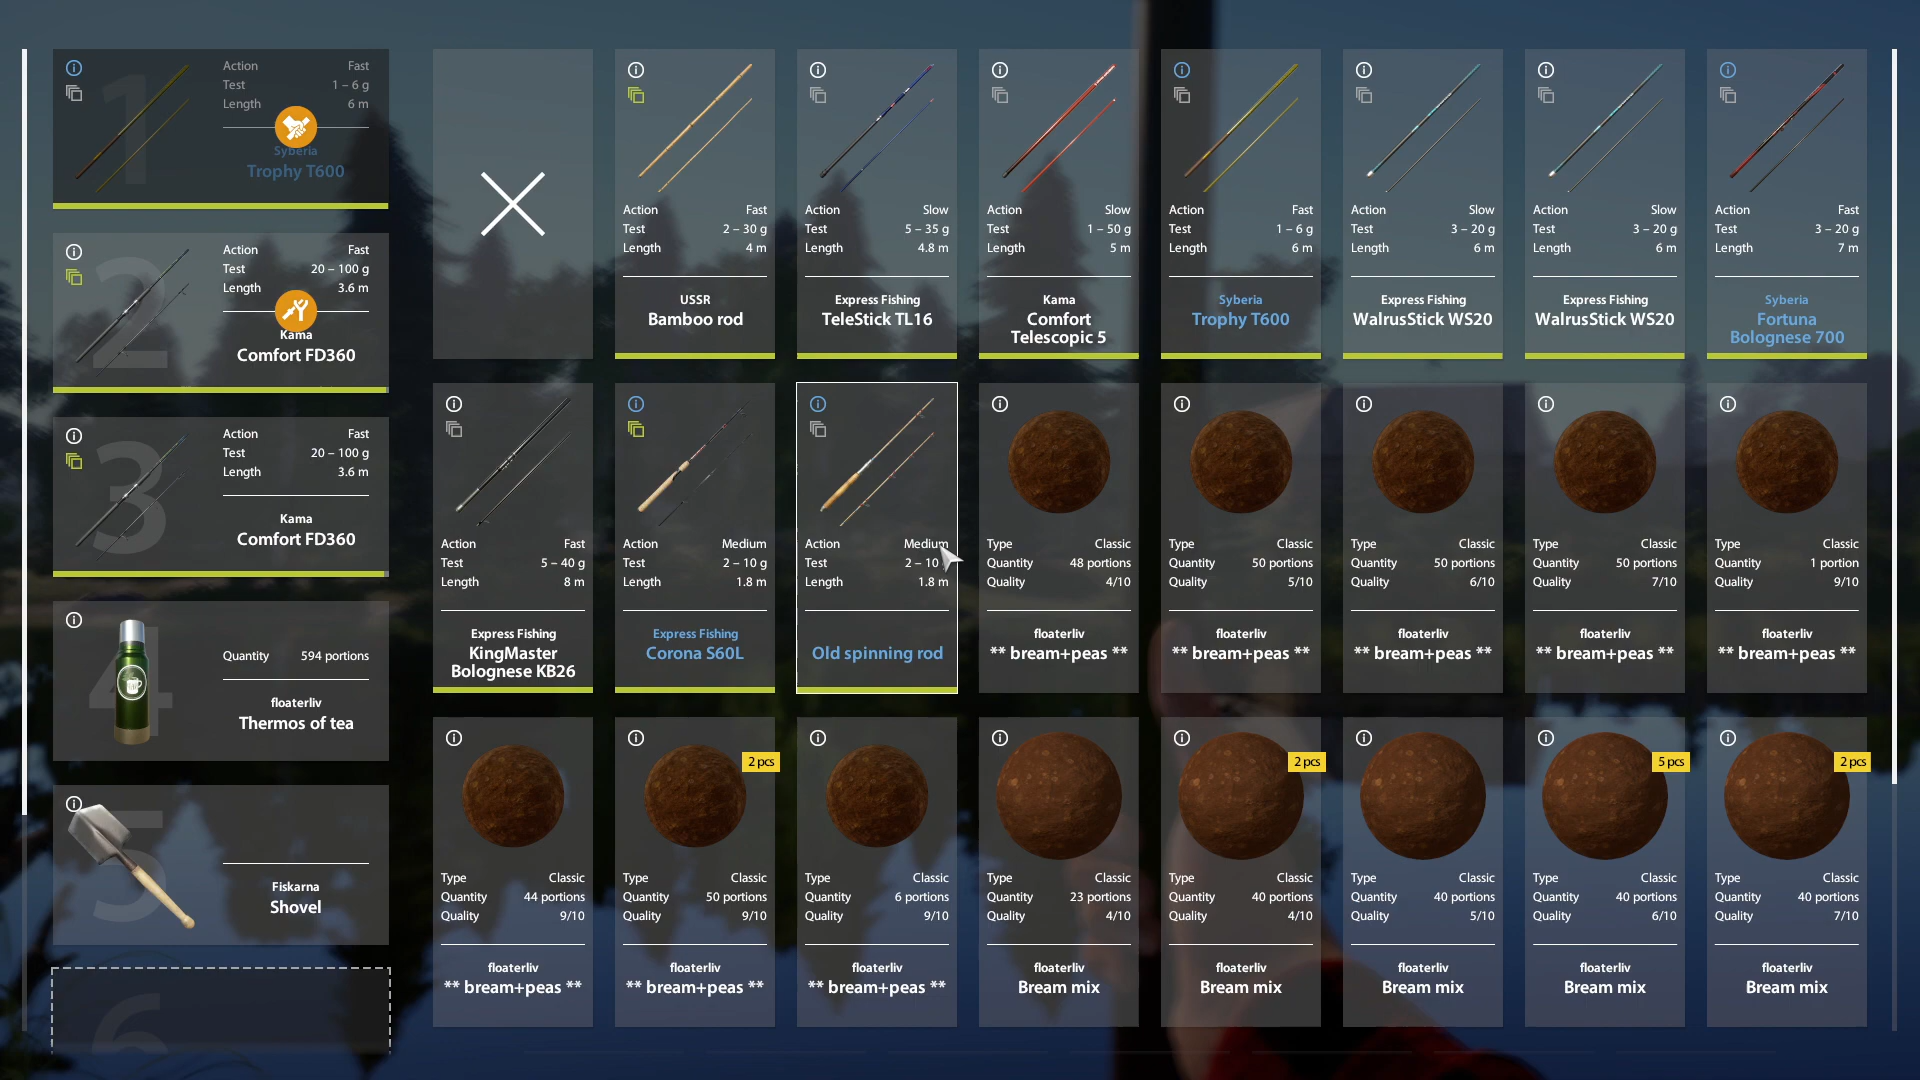 1
Action Fast
Test 1 – 6 g
Length 6 m
Syberia
Trophy T600
2
Action Fast
Test 20 – 100 g
Length 3.6 m
Kama
Comfort FD360
3
Action Fast
Test 20 – 100 g
Length 3.6 m
Kama
Comfort FD360
4
Quantity 594 portions
floaterliv
Thermos of tea
5
Fiskarna
Shovel
6
Action Fast
Test 2 – 30 g
Length 4 m
USSR
Bamboo rod
Action Slow
Test 5 – 35 g
Length 4.8 m
Express Fishing
TeleStick TL16
Action Slow
Test 1 – 50 g
Length 5 m
Kama
Comfort
Telescopic 5
Action Fast
Test 1 – 6 g
Length 6 m
Syberia
Trophy T600
Action Slow
Test 3 – 20 g
Length 6 m
Express Fishing
WalrusStick WS20
Action Slow
Test 3 – 20 g
Length 6 m
Express Fishing
WalrusStick WS20
Action Fast
Test 3 – 20 g
Length 7 m
Syberia
Fortuna
Bolognese 700
Action Fast
Test 5 – 40 g
Length 8 m
Express Fishing
KingMaster
Bolognese KB26
Action Medium
Test 2 – 10 g
Length 1.8 m
Express Fishing
Corona S60L
Action Medium
Test 2 – 10
Length 1.8 m
Old spinning rod
Type Classic
Quantity 48 portions
Quality 4/10
floaterliv
** bream+peas **
Type Classic
Quantity 50 portions
Quality 5/10
floaterliv
** bream+peas **
Type Classic
Quantity 50 portions
Quality 6/10
floaterliv
** bream+peas **
Type Classic
Quantity 50 portions
Quality 7/10
floaterliv
** bream+peas **
Type Classic
Quantity 1 portion
Quality 9/10
floaterliv
** bream+peas **
Type Classic
Quantity 44 portions
Quality 9/10
floaterliv
** bream+peas **
2 pcs
Type Classic
Quantity 50 portions
Quality 9/10
floaterliv
** bream+peas **
Type Classic
Quantity 6 portions
Quality 9/10
floaterliv
** bream+peas **
Type Classic
Quantity 23 portions
Quality 4/10
floaterliv
Bream mix
2 pcs
Type Classic
Quantity 40 portions
Quality 4/10
floaterliv
Bream mix
Type Classic
Quantity 40 portions
Quality 5/10
floaterliv
Bream mix
5 pcs
Type Classic
Quantity 40 portions
Quality 6/10
floaterliv
Bream mix
2 pcs
Type Classic
Quantity 40 portions
Quality 7/10
floaterliv
Bream mix